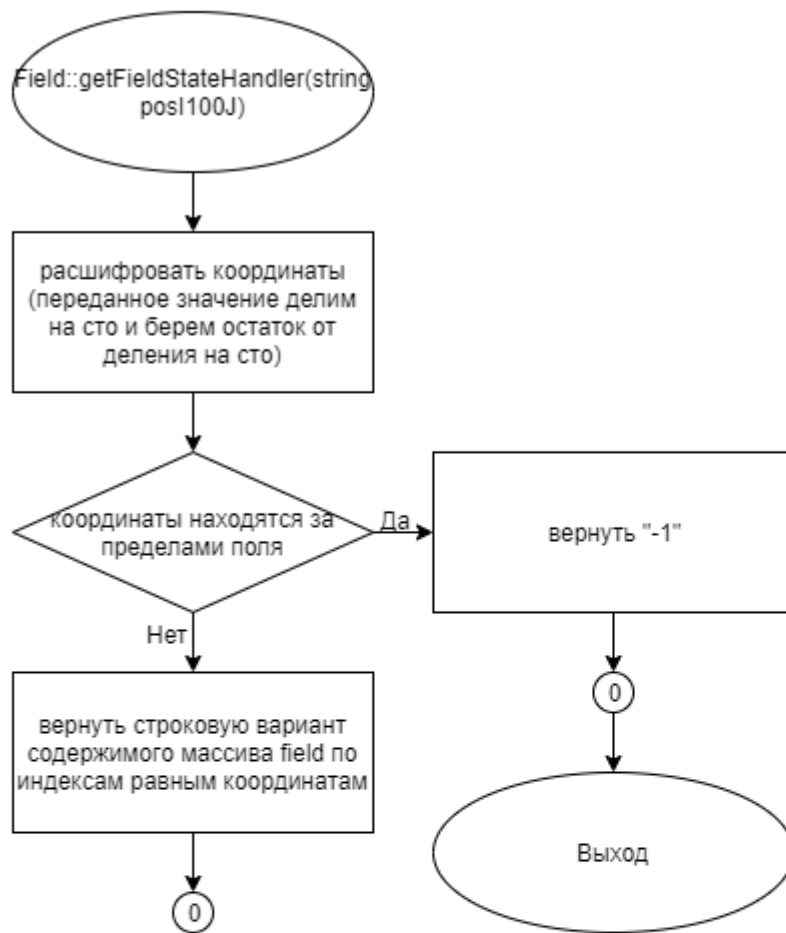 Field::getFieldStateHandler(string
posI100J)
расшифровать координаты
(переданное значение делим
на сто и берем остаток от
деления на сто)
координаты находятся за
пределами поля
Да
вернуть "-1"
Нет
0
вернуть строковую вариант
содержимого массива field по
индексам равным координатам
Выход
0